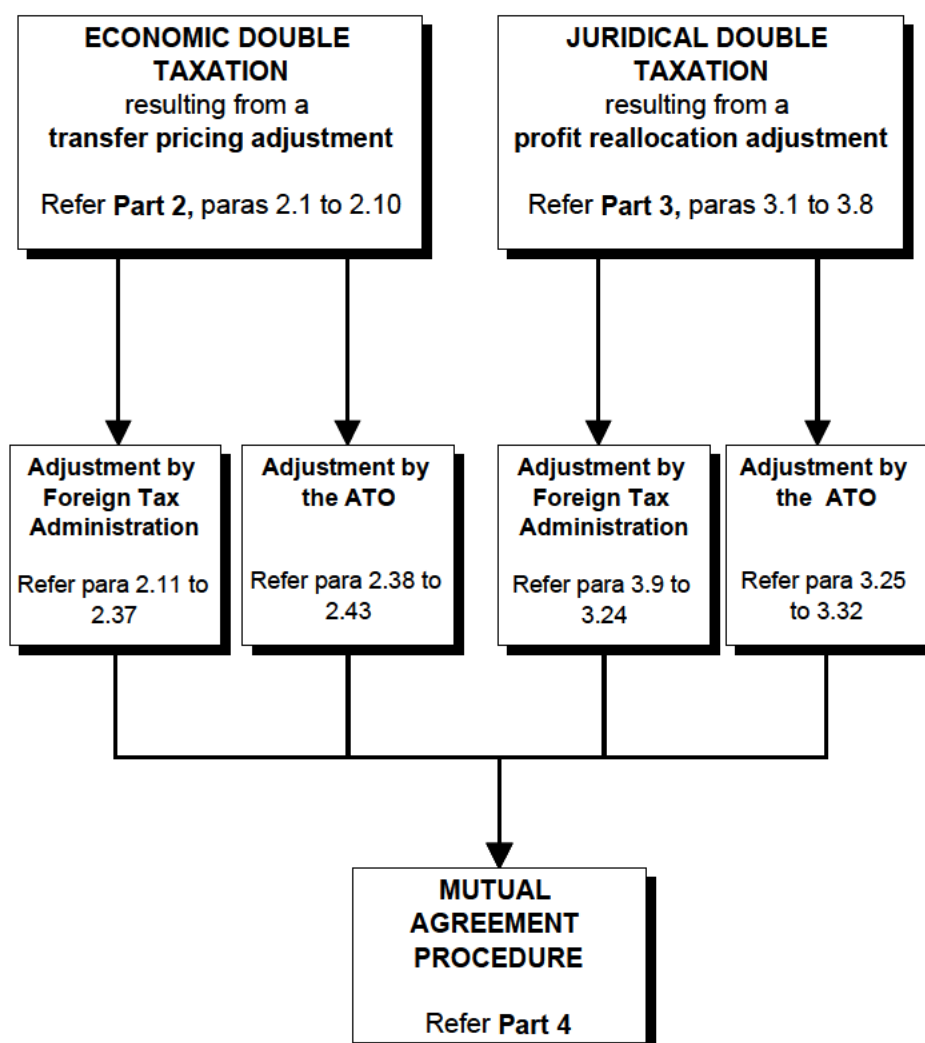 ECONOMIC DOUBLE
TAXATION
resulting from a
transfer pricing adjustment
Refer Part 2, paras 2.1 to 2.10
JURIDICAL DOUBLE
TAXATION
resulting from a
profit reallocation adjustment
Refer Part 3, paras 3.1 to 3.8
Adjustment by
Foreign Tax
Administration
Refer para 2.11 to
2.37
Adjustment by
the ATO
Refer para 2.38 to
2.43
Adjustment by
Foreign Tax
Administration
Refer para 3.9 to
3.24
Adjustment by
the ATO
Refer para 3.25
to 3.32
MUTUAL
AGREEMENT
PROCEDURE
Refer Part 4